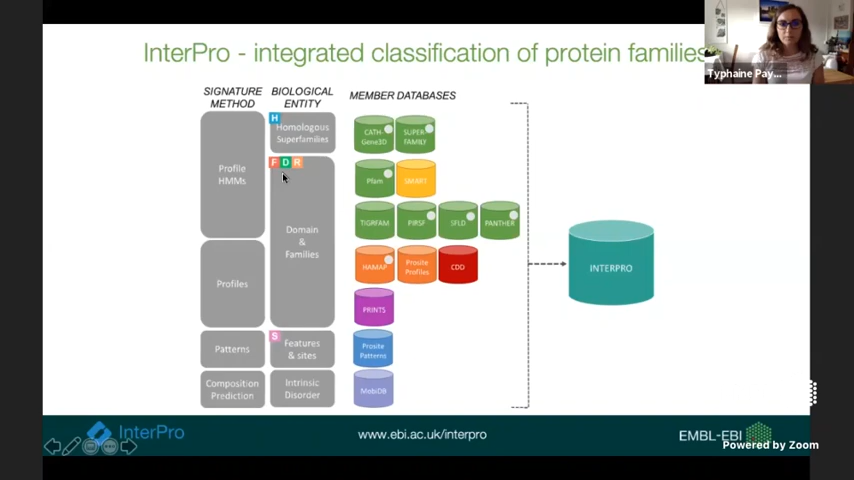 InterPro - integrated classification of protein families
Typhaine Pay...
SIGNATURE
METHOD
BIOLOGICAL
ENTITY
MEMBER DATABASES
H
Homologous
Superfamilies
CATH-
Gene3D
SUPER
FAMILY
F D R
Profile
HMMs
Pfam
SMART
Domain
&
Families
TIGRFAM
PIRSF
SFLD
PANTHER
HAMAP
Prosite
Profiles
CDD
INTERPRO
Profiles
PRINTS
S
Patterns
Features
& sites
Prosite
Patterns
Composition
Prediction
Intrinsic
Disorder
MobiDB
InterPro
www.ebi.ac.uk/interpro
EMBL-EBI
Powered by Zoom